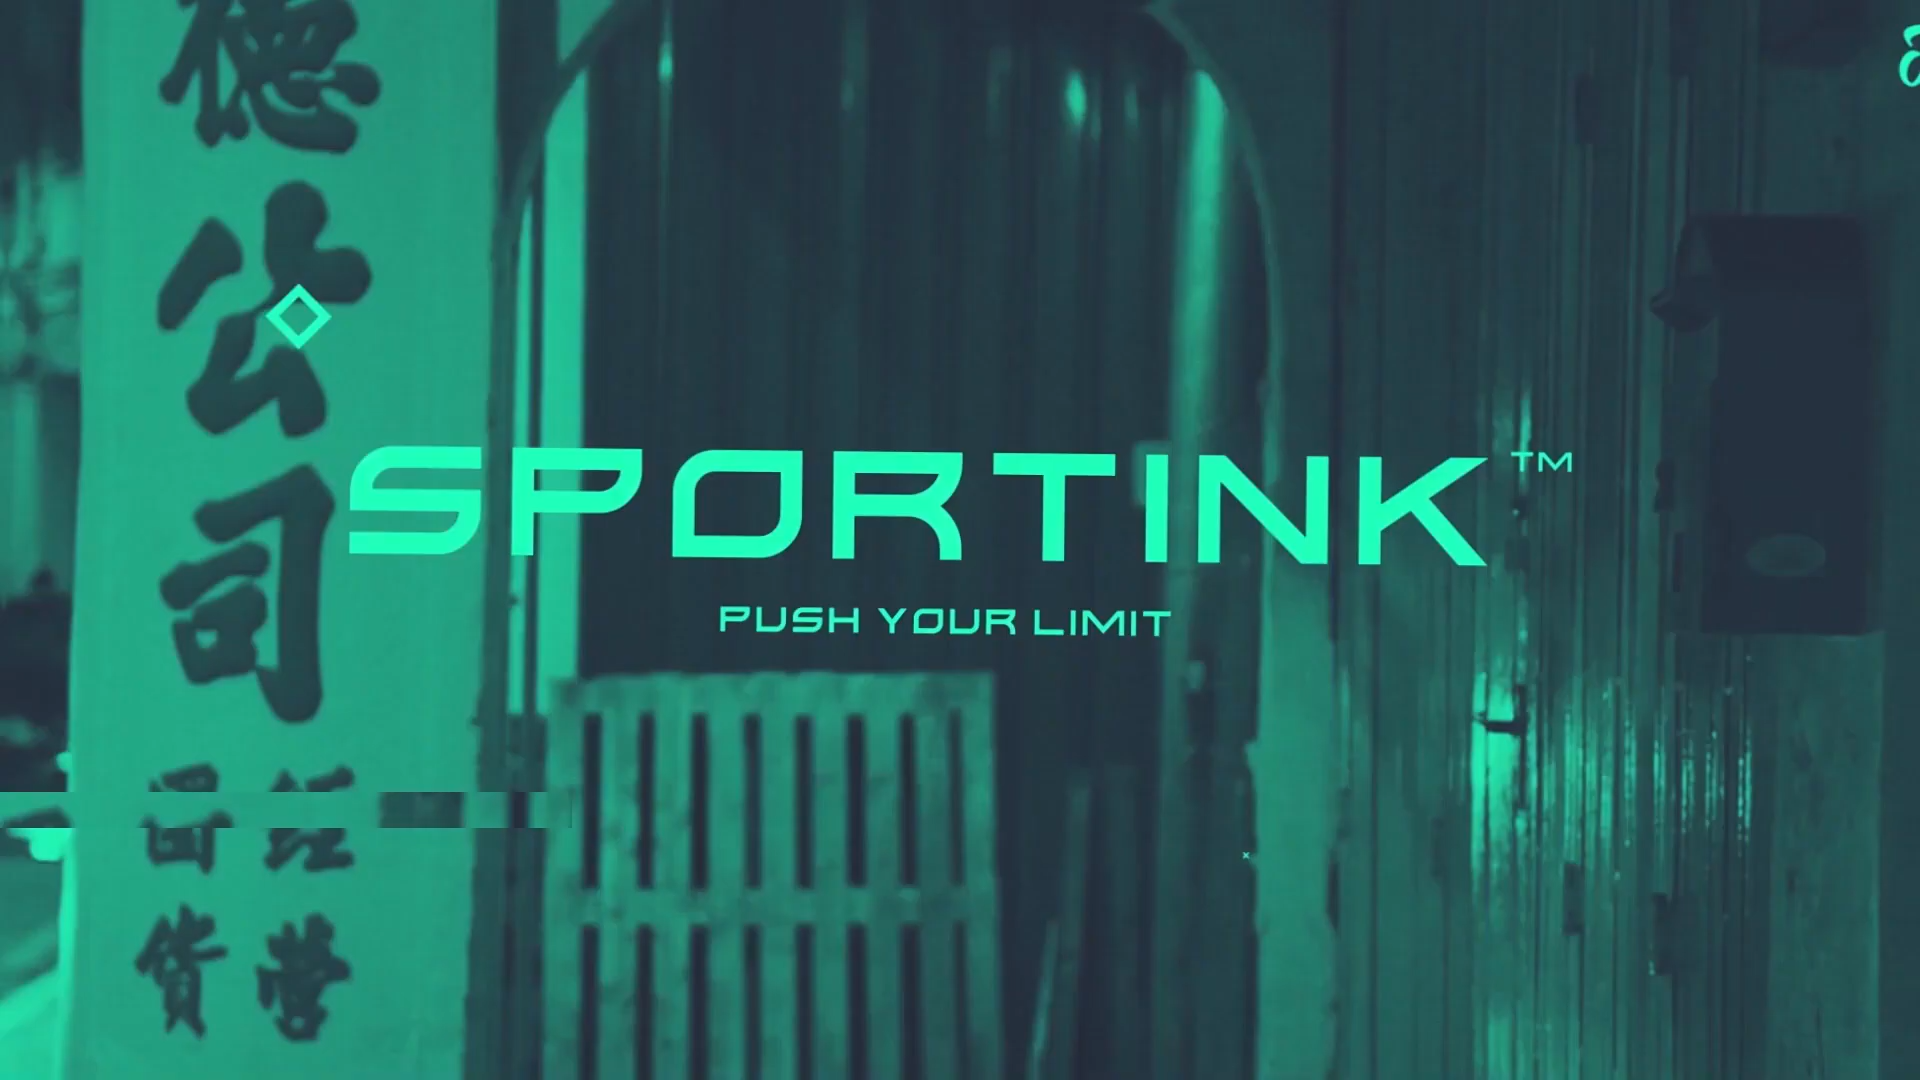 德公司
經營
SPORTINK™
PUSH YOUR LIMIT